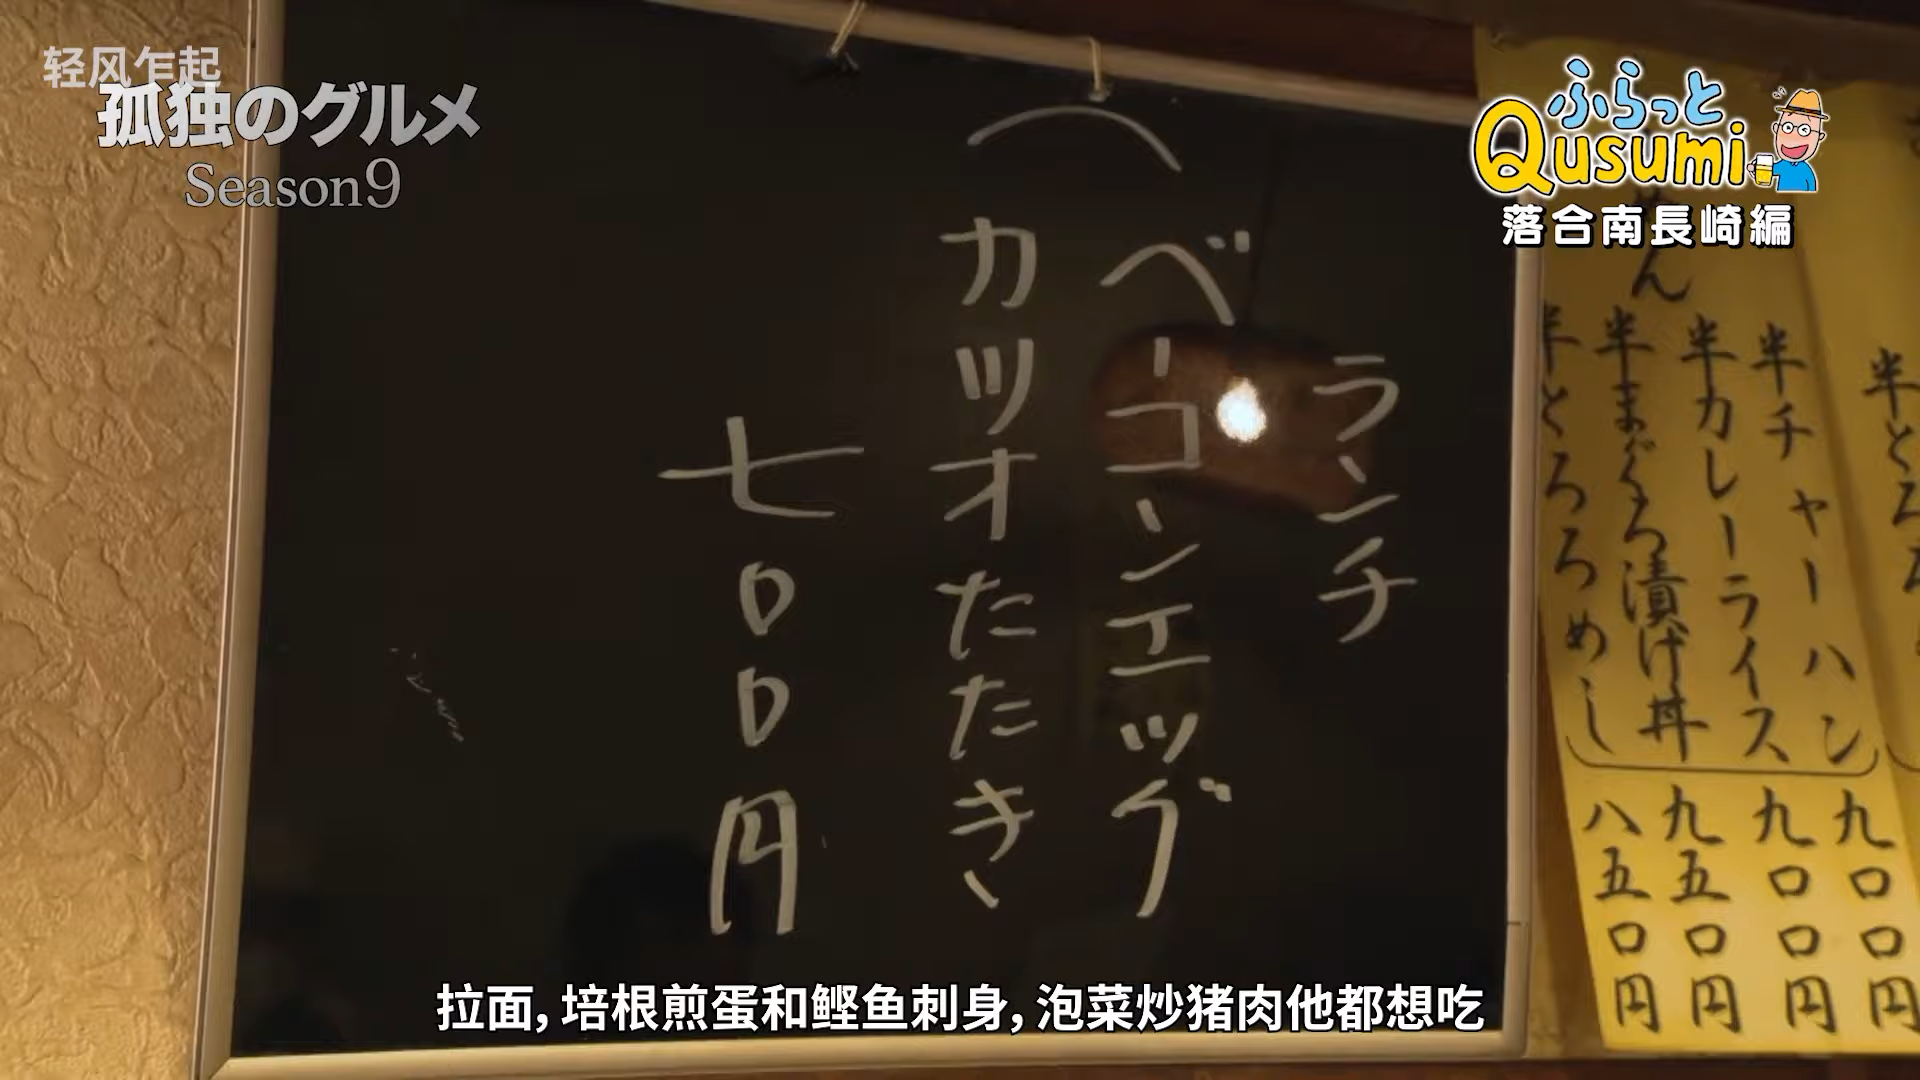 轻风乍起
孤独のグルメ
Season9
ふらっと
Qusumi
落合南長崎編
ランチ
ベーコンエッグ
カツオたたき
七〇〇円
半とろ
半チャーハン 九〇〇円
半カレーライス 九〇〇円
半まぐろ漬け丼 九五〇円
半とろろめし 八五〇円
拉面，培根煎蛋和鲣鱼刺身，泡菜炒猪肉他都想吃